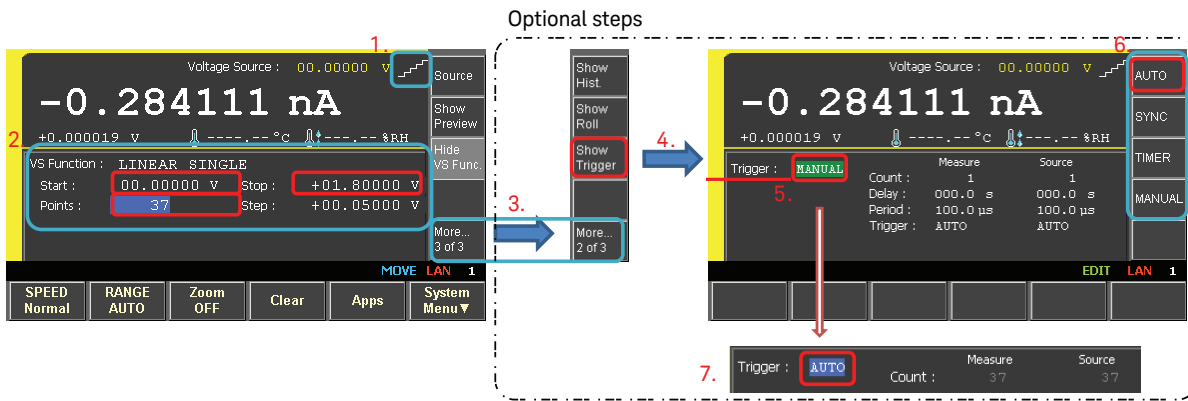 Optional steps
1.
Voltage Source : 00.00000 V
-0.284111 nA
+0.000019 V ----.--°C ---.-- %RH
2.
VS Function : LINEAR SINGLE
Start : 00.00000 V Stop : +01.80000 V
Points : 37 Step : +00.05000 V
Source
Show
Preview
Hide
VS Func.
More...
3 of 3
MOVE LAN 1
SPEED
Normal
RANGE
AUTO
Zoom
OFF
Clear
Apps
System
Menu▼
3.
Show
Hist.
Show
Roll
Show
Trigger
More...
2 of 3
4.
Voltage Source : 00.00000 V
-0.284111 nA
+0.000019 V ----.--°C ---.-- %RH
Trigger : MANUAL
5.
Measure Source
Count : 1 1
Delay : 000.0 s 000.0 s
Period : 100.0 µs 100.0 µs
Trigger : AUTO AUTO
6.
AUTO
SYNC
TIMER
MANUAL
EDIT LAN 1
7.
Trigger : AUTO
Measure Source
Count : 37 37